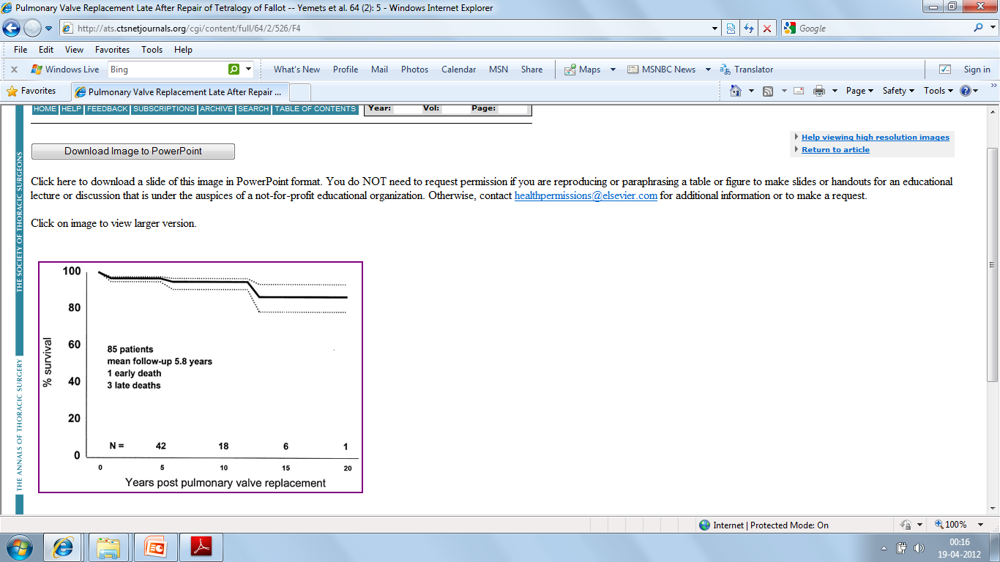 Pulmonary Valve Replacement Late After Repair of Tetralogy of Fallot -- Yemets et al. 64 (2): 5 - Windows Internet Explorer
http://ats.ctsnetjournals.org/cgi/content/full/64/2/526/F4
Google
File Edit View Favorites Tools Help
x Windows Live Bing What's New Profile Mail Photos Calendar MSN Share Maps MSNBC News Translator Sign in
Favorites Pulmonary Valve Replacement Late After Repair ... Page Safety Tools
HOME HELP FEEDBACK SUBSCRIPTIONS ARCHIVE SEARCH TABLE OF CONTENTS Year: Vol: Page:
THE SOCIETY OF THORACIC SURGEONS
THE ANNALS OF THORACIC SURGERY
Download Image to PowerPoint
Help viewing high resolution images
Return to article
Click here to download a slide of this image in PowerPoint format. You do NOT need to request permission if you are reproducing or paraphrasing a table or figure to make slides or handouts for an educational
lecture or discussion that is under the auspices of a not-for-profit educational organization. Otherwise, contact healthpermissions@elsevier.com for additional information or to make a request.
Click on image to view larger version.
100
80
60
40
20
0
% survival
85 patients
mean follow-up 5.8 years
1 early death
3 late deaths
N = 42 18 6 1
0 5 10 15 20
Years post pulmonary valve replacement
Internet | Protected Mode: On 100%
00:16
19-04-2012